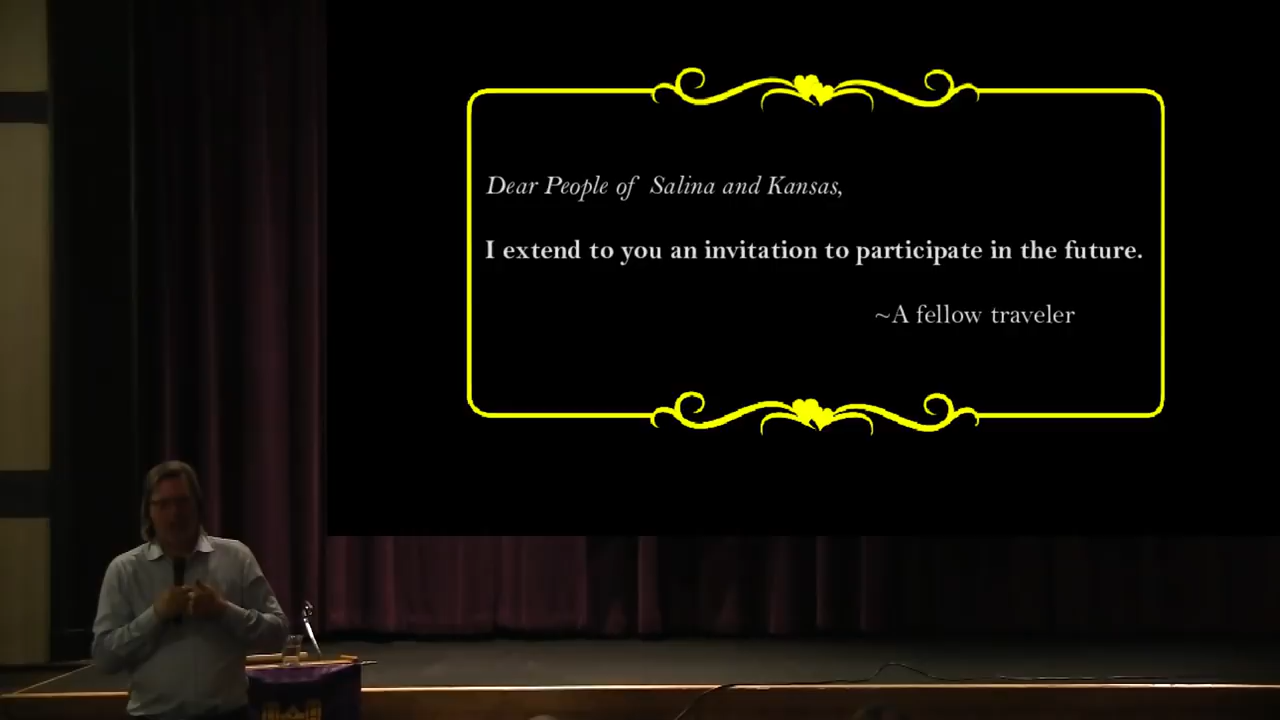 Dear People of Salina and Kansas,
I extend to you an invitation to participate in the future.
~A fellow traveler